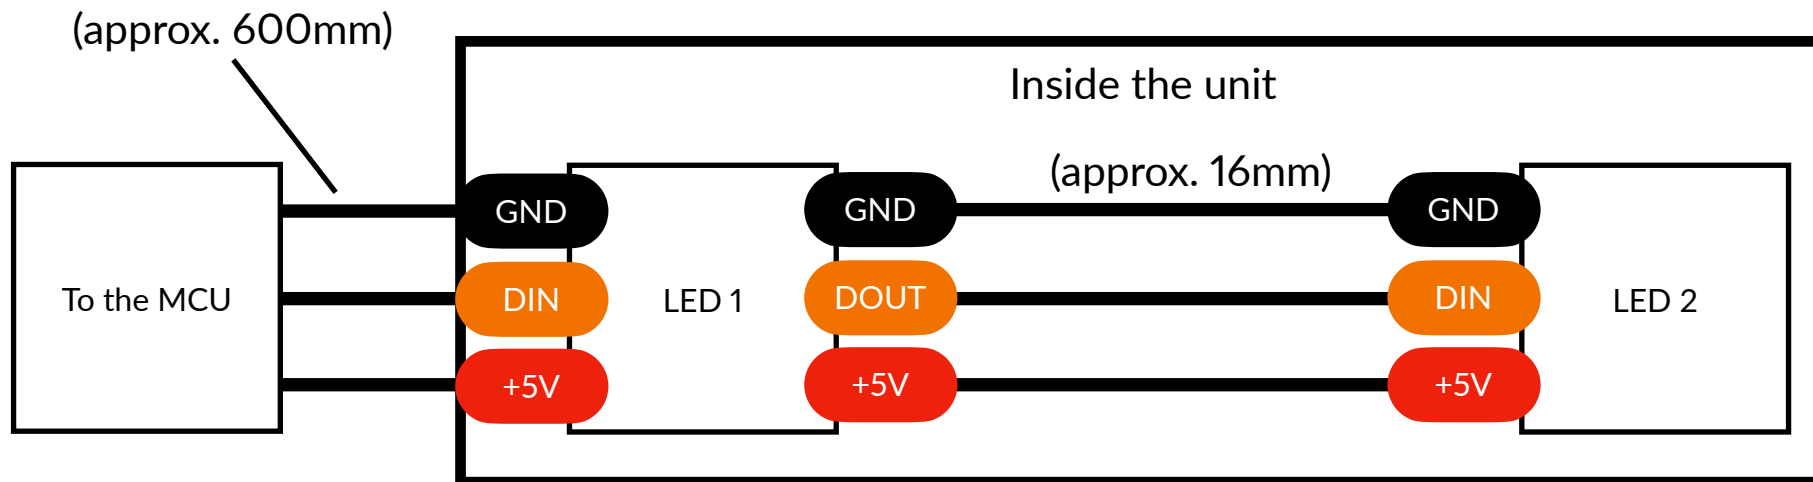 (approx. 600mm)
Inside the unit
(approx. 16mm)
GND
GND
GND
To the MCU
DIN
LED 1
DOUT
DIN
LED 2
+5V
+5V
+5V